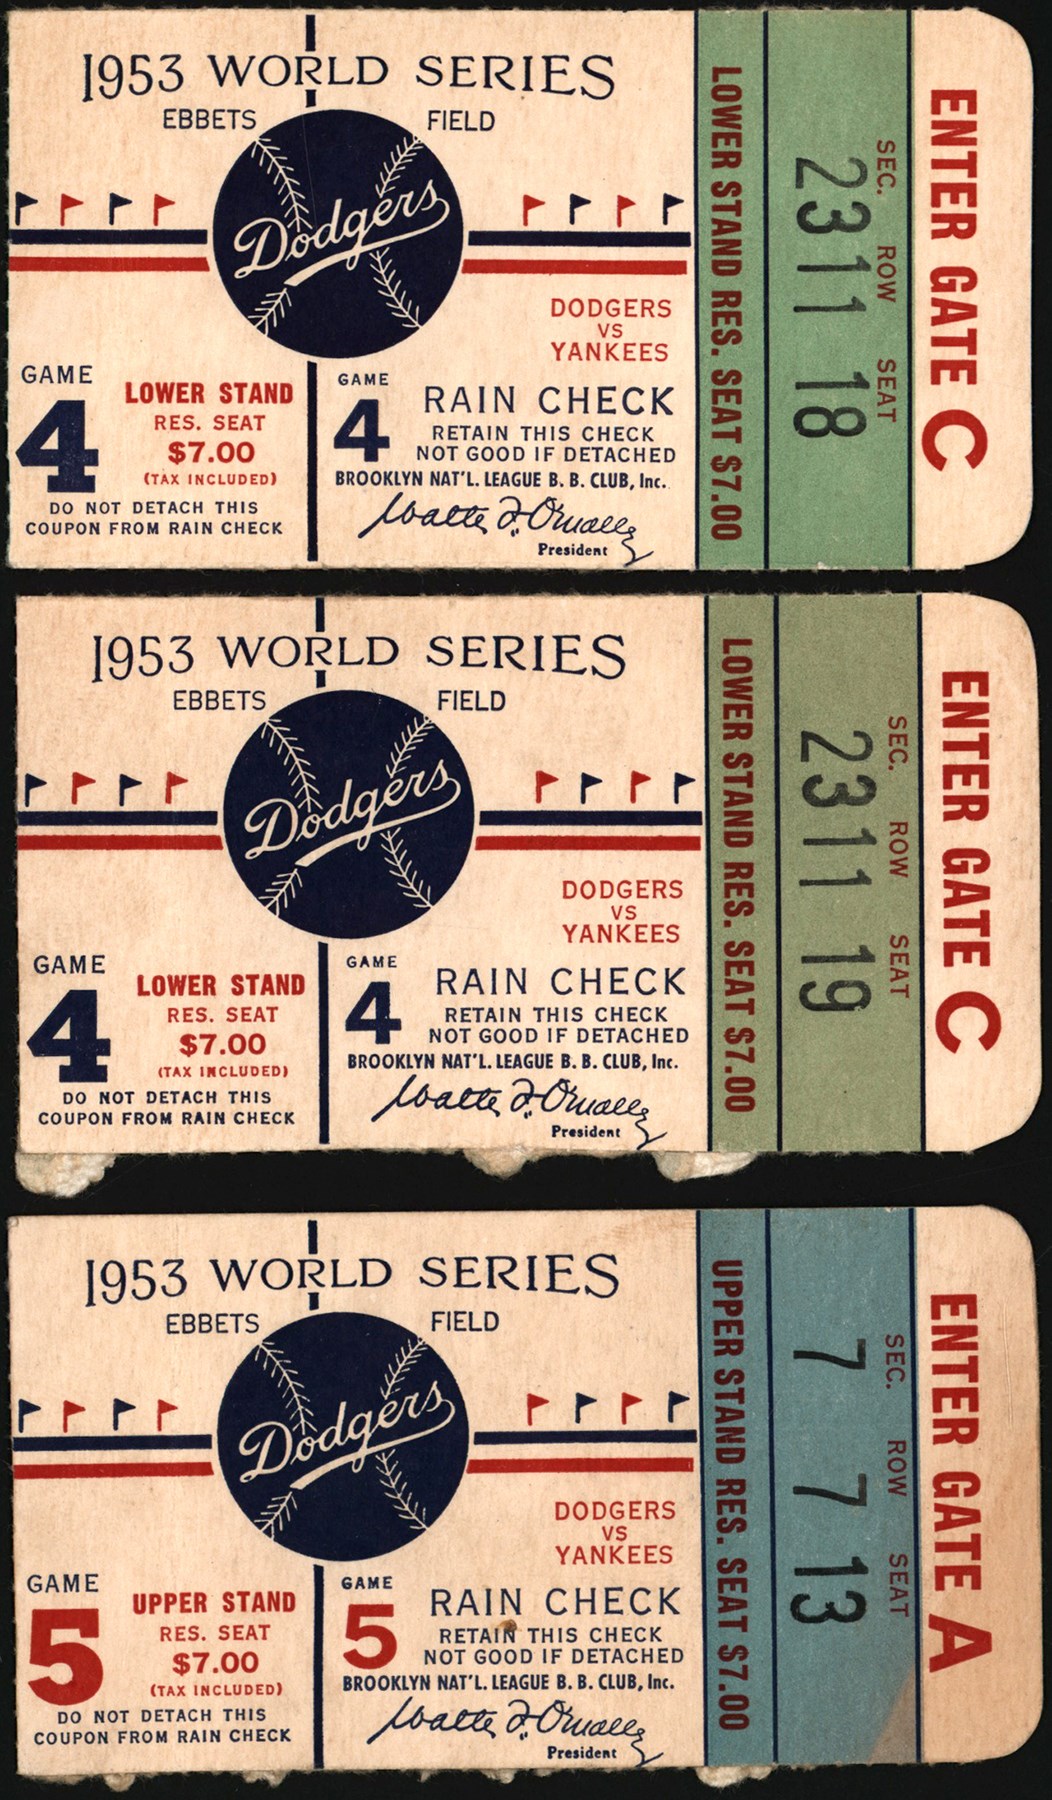 1953 WORLD SERIES
EBBETS FIELD
Dodgers
DODGERS
VS
YANKEES
GAME
4
LOWER STAND
RES. SEAT
$7.00
(TAX INCLUDED)
DO NOT DETACH THIS
COUPON FROM RAIN CHECK
GAME
4
RAIN CHECK
RETAIN THIS CHECK
NOT GOOD IF DETACHED
BROOKLYN NAT'L. LEAGUE B. B. CLUB, Inc.
Walter F. O'Malley
President
LOWER STAND RES. SEAT $7.00
SEC. ROW SEAT
23 11 18
ENTER GATE C
1953 WORLD SERIES
EBBETS FIELD
Dodgers
DODGERS
VS
YANKEES
GAME
4
LOWER STAND
RES. SEAT
$7.00
(TAX INCLUDED)
DO NOT DETACH THIS
COUPON FROM RAIN CHECK
GAME
4
RAIN CHECK
RETAIN THIS CHECK
NOT GOOD IF DETACHED
BROOKLYN NAT'L. LEAGUE B. B. CLUB, Inc.
Walter F. O'Malley
President
LOWER STAND RES. SEAT $7.00
SEC. ROW SEAT
23 11 19
ENTER GATE C
1953 WORLD SERIES
EBBETS FIELD
Dodgers
DODGERS
VS
YANKEES
GAME
5
UPPER STAND
RES. SEAT
$7.00
(TAX INCLUDED)
DO NOT DETACH THIS
COUPON FROM RAIN CHECK
GAME
5
RAIN CHECK
RETAIN THIS CHECK
NOT GOOD IF DETACHED
BROOKLYN NAT'L. LEAGUE B. B. CLUB, Inc.
Walter F. O'Malley
President
UPPER STAND RES. SEAT $7.00
SEC. ROW SEAT
7 7 13
ENTER GATE A